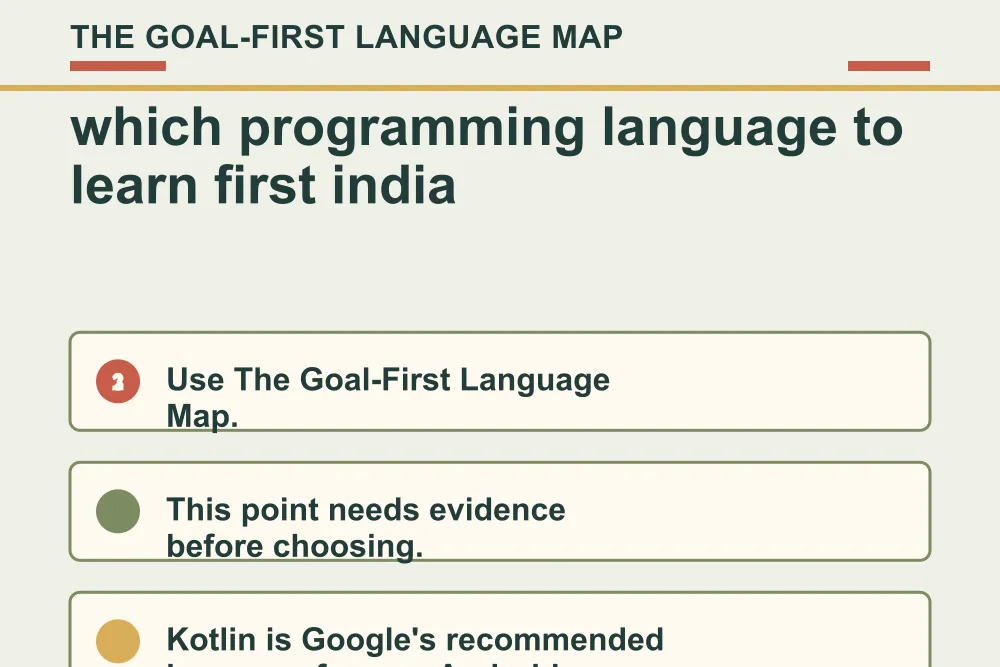 THE GOAL-FIRST LANGUAGE MAP
which programming language to
learn first india
Use The Goal-First Language
Map.
This point needs evidence
before choosing.
Kotlin is Google's recommended